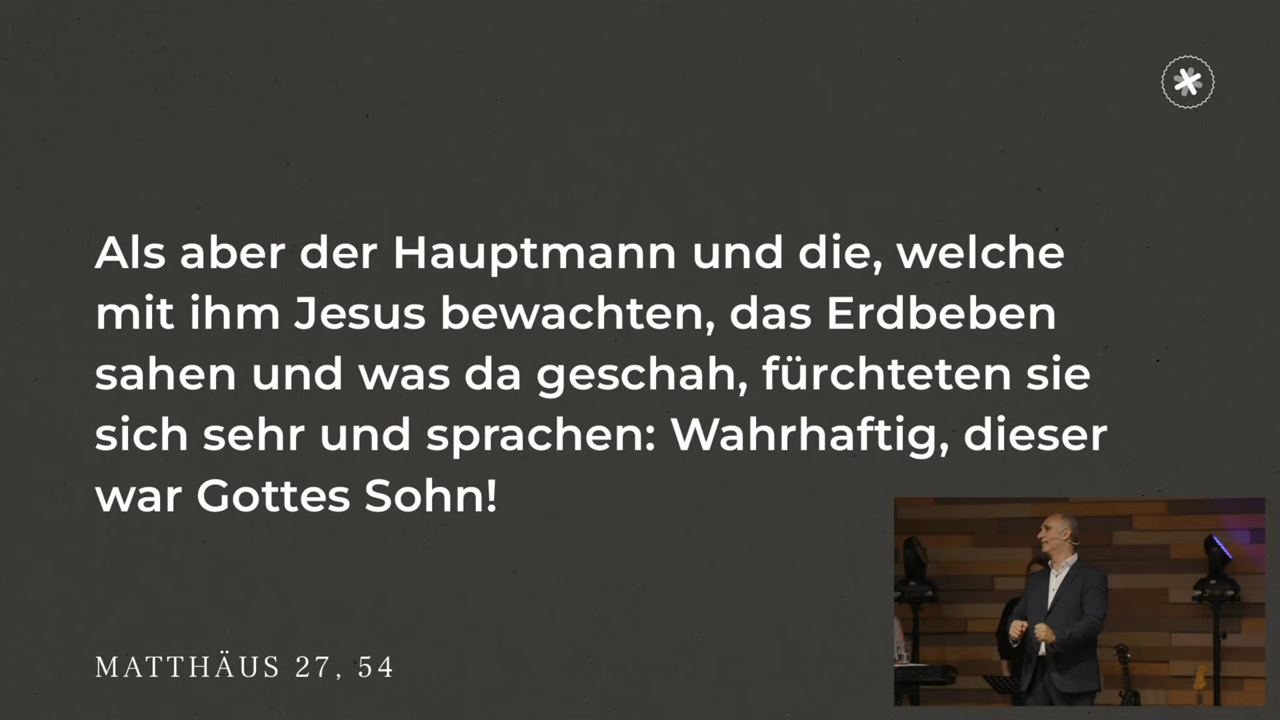 Als aber der Hauptmann und die, welche
mit ihm Jesus bewachten, das Erdbeben
sahen und was da geschah, fürchteten sie
sich sehr und sprachen: Wahrhaftig, dieser
war Gottes Sohn!
MATTHÄUS 27, 54